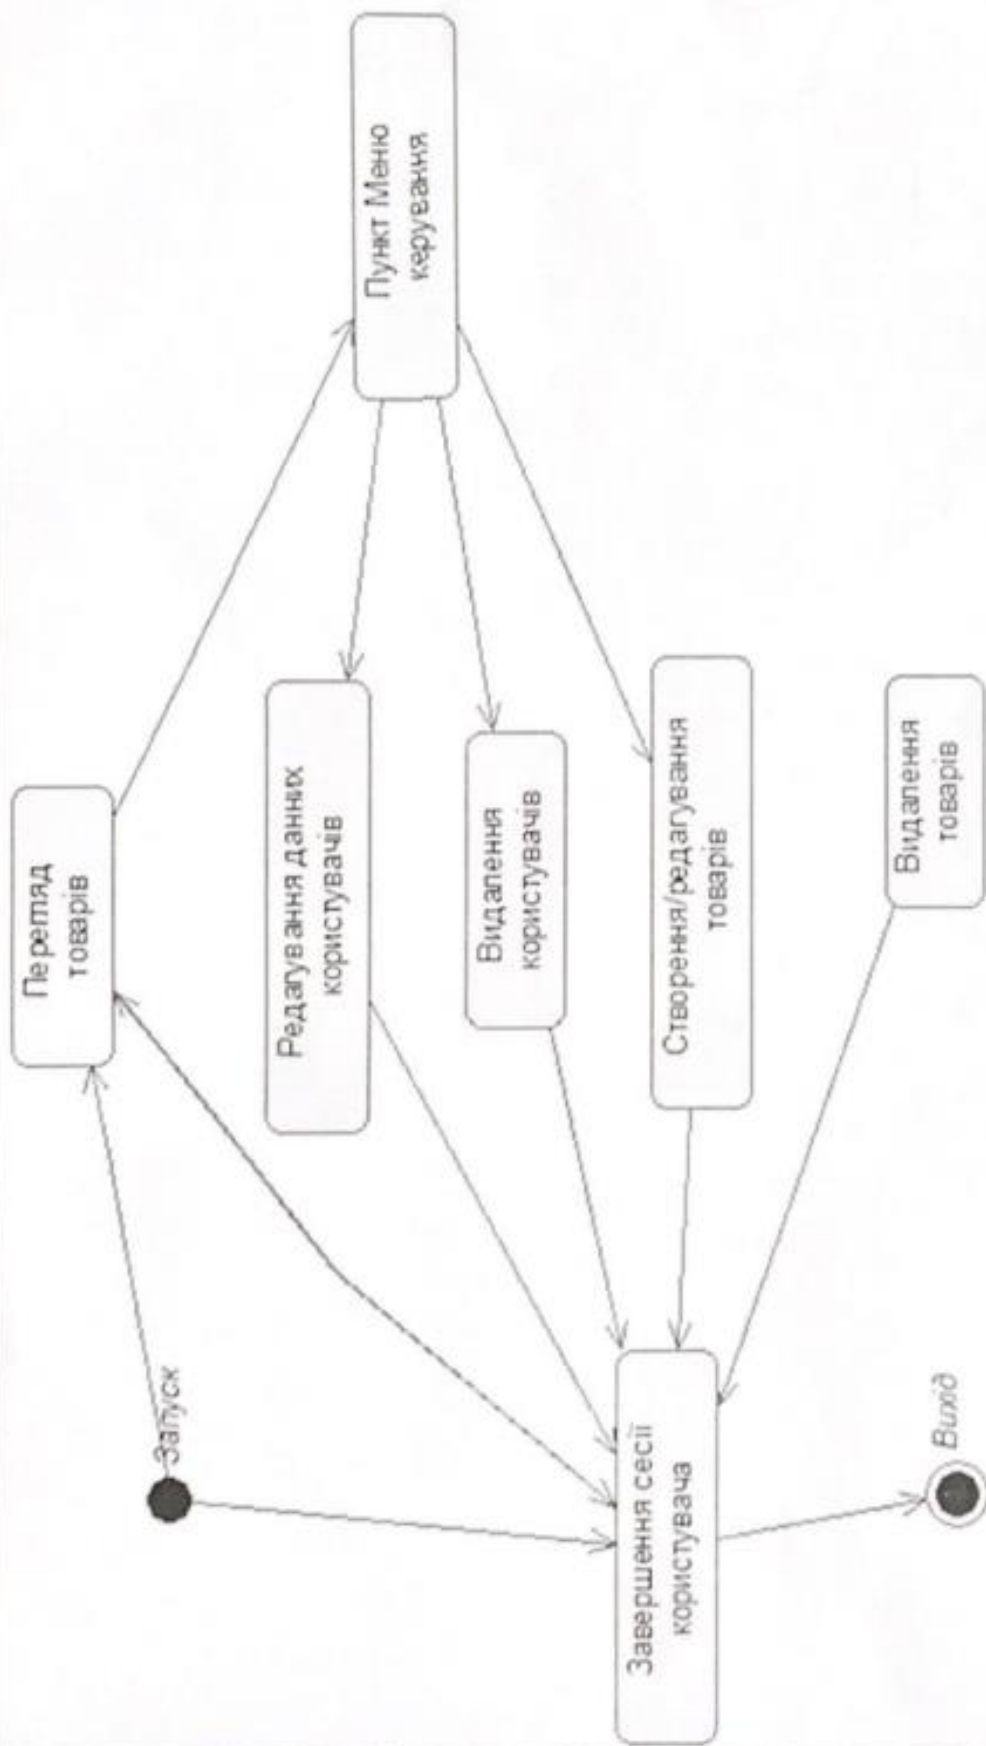 Перегляд
товарів
Пункт Меню
керування
Запуск
Редагування данних
користувачів
Видалення
користувачів
Створення/редагування
товарів
Видалення
товарів
Завершення сесії
користувача
Вихід